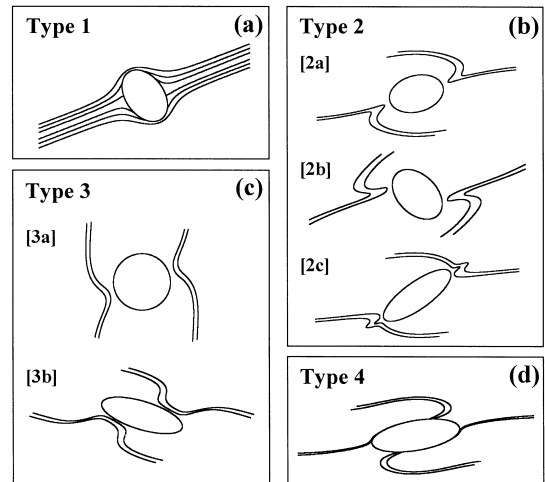 Type 1 (a)
Type 2 (b)
[2a]
[2b]
[2c]
Type 3 (c)
[3a]
[3b]
Type 4 (d)